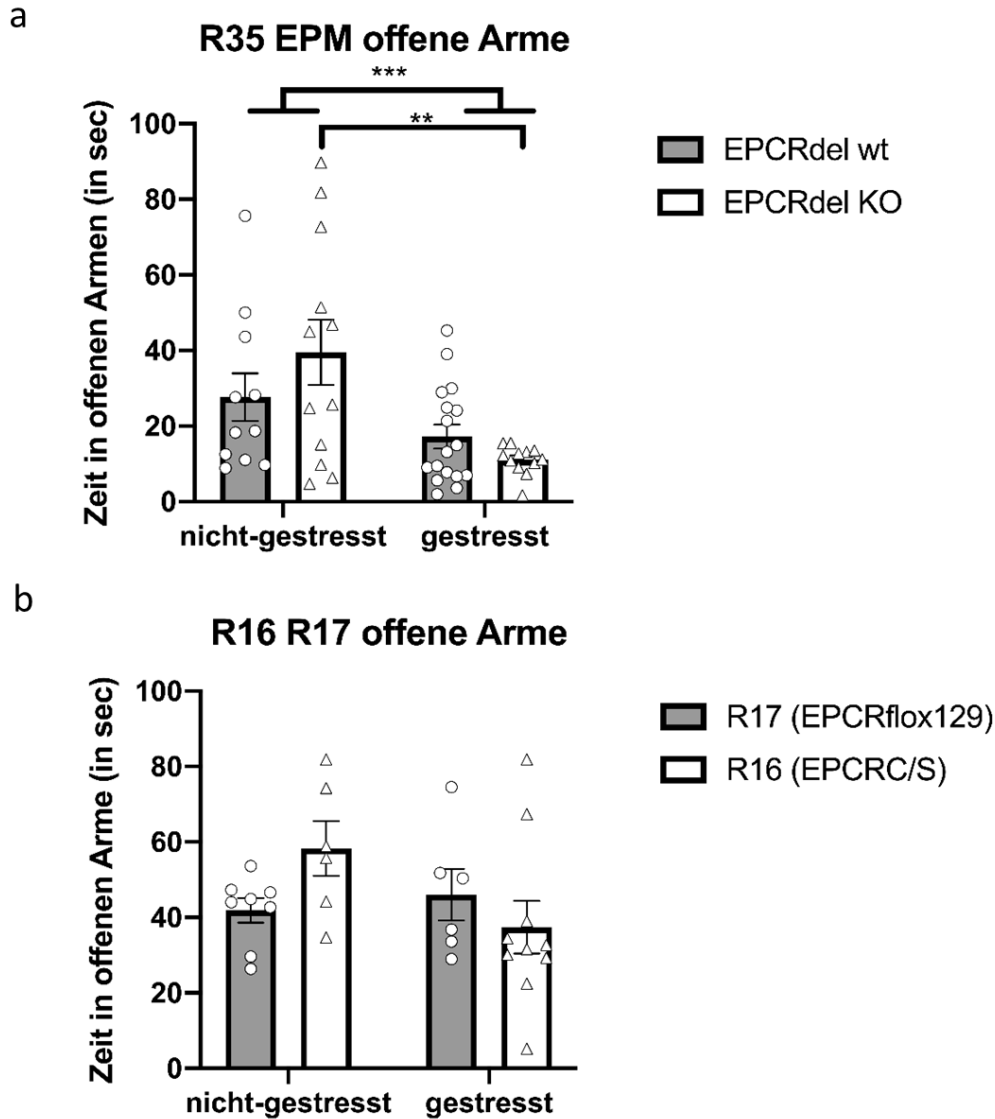 a
R35 EPM offene Arme
***
**
Zeit in offenen Armen (in sec)
100
80
60
40
20
0
nicht-gestresst gestresst
EPCRdel wt
EPCRdel KO
b
R16 R17 offene Arme
Zeit in offenen Arme (in sec)
100
80
60
40
20
0
nicht-gestresst gestresst
R17 (EPCRflox129)
R16 (EPCRC/S)